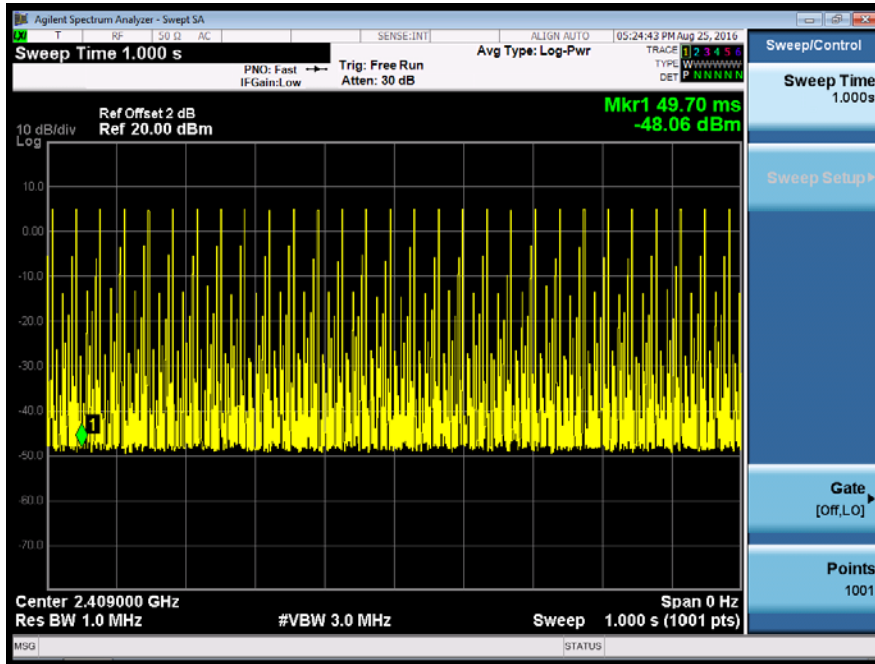 Agilent Spectrum Analyzer - Swept SA
LXI T RF 50 Ω AC SENSE:INT ALIGN AUTO 05:24:43 PM Aug 25, 2016
Sweep Time 1.000 s
PNO: Fast
IFGain:Low
Trig: Free Run
Atten: 30 dB
Avg Type: Log-Pwr
TRACE 1 2 3 4 5 6
TYPE WWWWWW
DET P N N N N N
Ref Offset 2 dB
Ref 20.00 dBm
10 dB/div
Log
Mkr1 49.70 ms
-48.06 dBm
10.0
0.00
-10.0
-20.0
-30.0
-40.0
-50.0
-60.0
-70.0
1
Center 2.409000 GHz
Span 0 Hz
Res BW 1.0 MHz
#VBW 3.0 MHz
Sweep 1.000 s (1001 pts)
MSG
STATUS
Sweep/Control
Sweep Time
1.000s
Sweep Setup
Gate
[Off,LO]
Points
1001